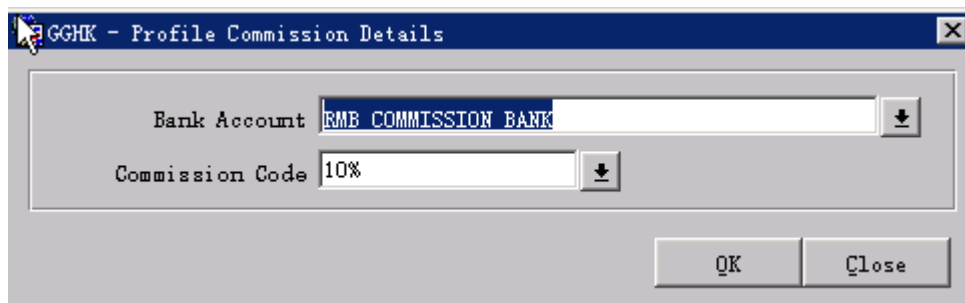 GGHK - Profile Commission Details
Bank Account RMB COMMISSION BANK
Commission Code 10%
OK Close